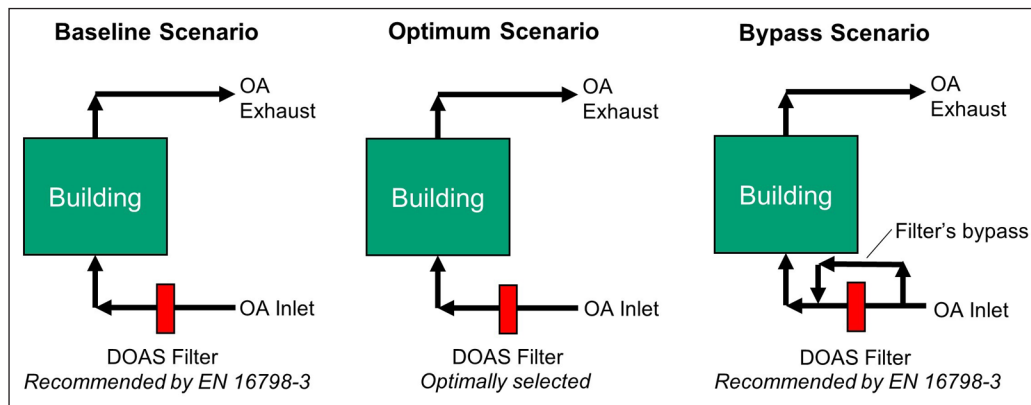 Baseline Scenario
OA
Exhaust
Building
OA Inlet
DOAS Filter
Recommended by EN 16798-3
Optimum Scenario
OA
Exhaust
Building
OA Inlet
DOAS Filter
Optimally selected
Bypass Scenario
OA
Exhaust
Building
Filter's bypass
OA Inlet
DOAS Filter
Recommended by EN 16798-3